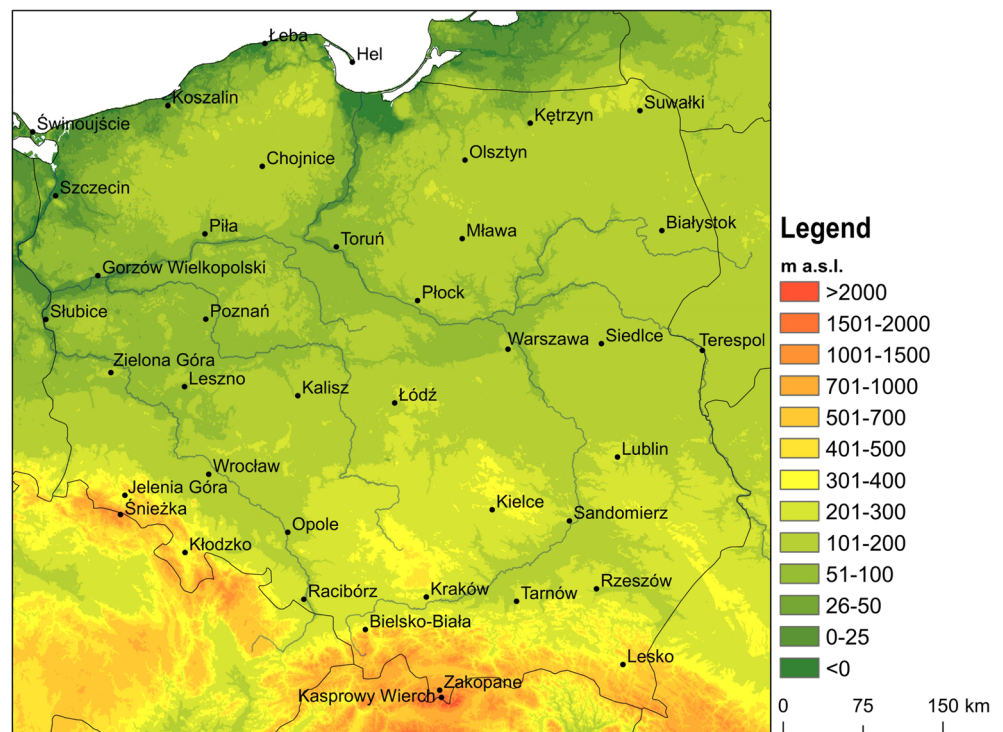 Łeba
Hel
Koszalin
Suwałki
Kętrzyn
Świnoujście
Olsztyn
Chojnice
Szczecin
Piła
Białystok
Mława
Toruń
Gorzów Wielkopolski
Płock
Słubice
Poznań
Warszawa
Siedlce
Terespol
Zielona Góra
Leszno
Kalisz
Łódź
Lublin
Wrocław
Jelenia Góra
Śnieżka
Kielce
Sandomierz
Opole
Kłodzko
Racibórz
Kraków
Tarnów
Rzeszów
Bielsko-Biała
Lesko
Zakopane
Kasprowy Wierch
Legend
m a.s.l.
>2000
1501-2000
1001-1500
701-1000
501-700
401-500
301-400
201-300
101-200
51-100
26-50
0-25
<0
0 75 150 km